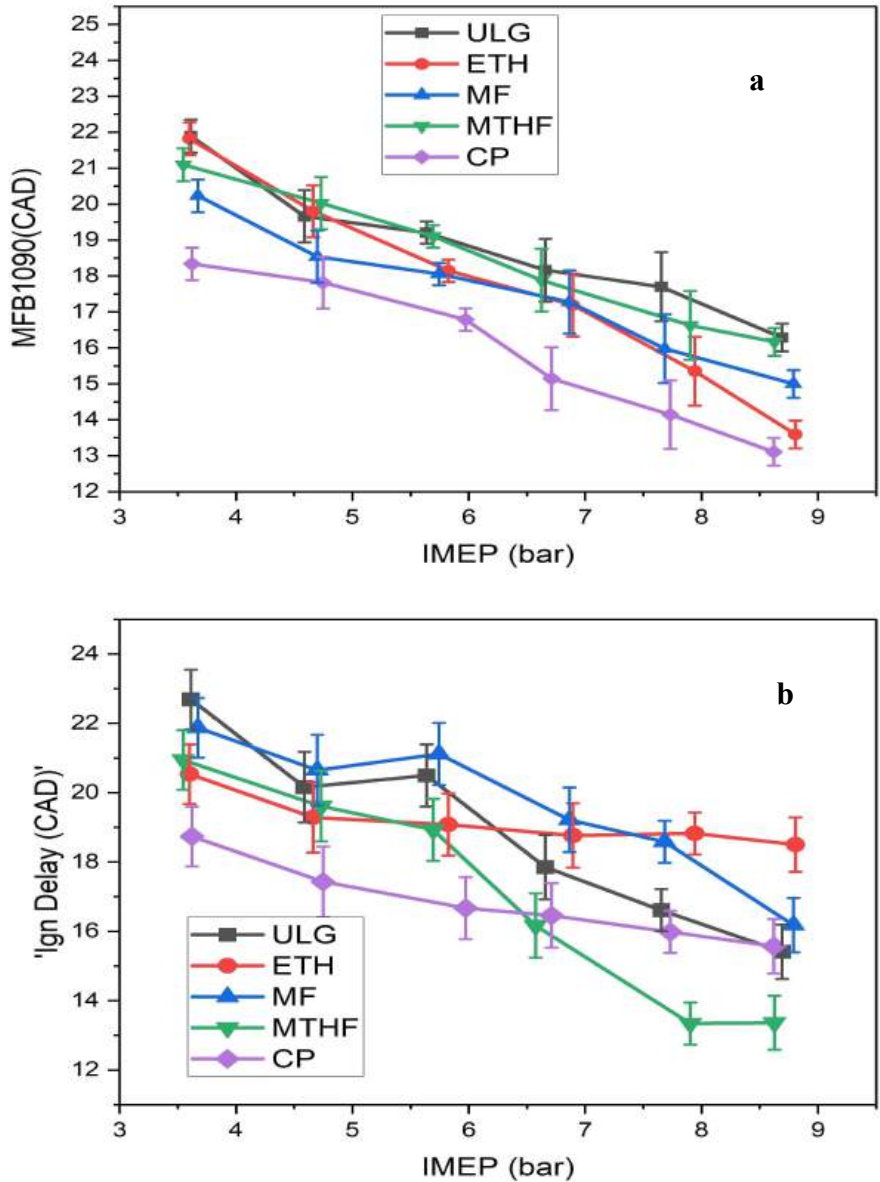 25
24
23
22
21
20
19
18
17
16
15
14
13
12
MFB1090(CAD)
ULG
ETH
MF
MTHF
CP
a
3 4 5 6 7 8 9
IMEP (bar)
24
22
20
18
16
14
12
'Ign Delay (CAD)'
b
ULG
ETH
MF
MTHF
CP
3 4 5 6 7 8 9
IMEP (bar)